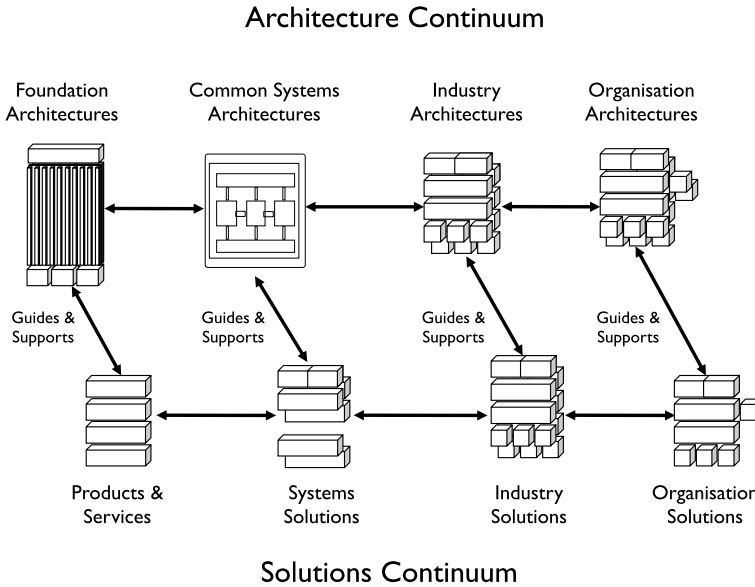 Architecture Continuum
Foundation
Architectures
Common Systems
Architectures
Industry
Architectures
Organisation
Architectures
Guides &
Supports
Guides &
Supports
Guides &
Supports
Guides &
Supports
Products &
Services
Systems
Solutions
Industry
Solutions
Organisation
Solutions
Solutions Continuum